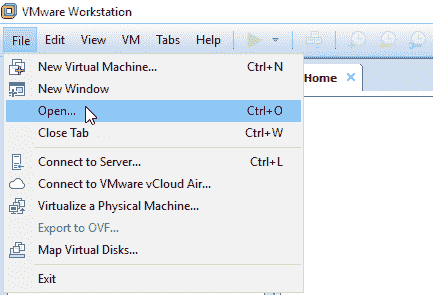 VMware Workstation
File Edit View VM Tabs Help
Home
New Virtual Machine... Ctrl+N
New Window
Open... Ctrl+O
Close Tab Ctrl+W
Connect to Server... Ctrl+L
Connect to VMware vCloud Air...
Virtualize a Physical Machine...
Export to OVF...
Map Virtual Disks...
Exit